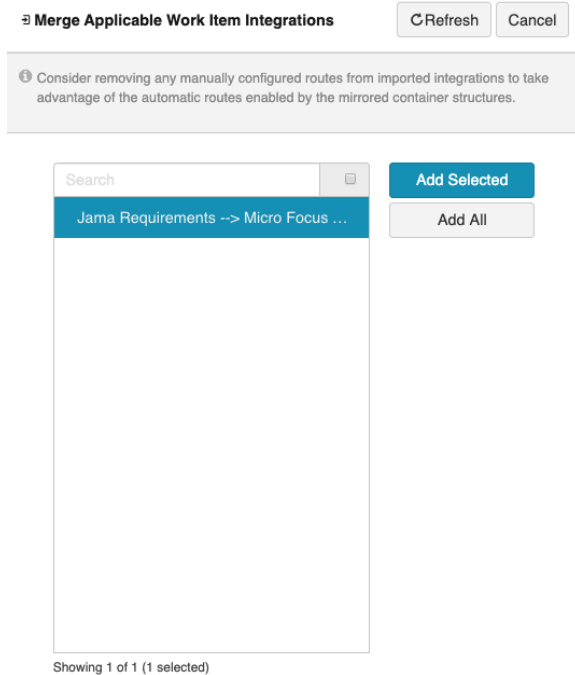 Merge Applicable Work Item Integrations
Refresh
Cancel
Consider removing any manually configured routes from imported integrations to take
advantage of the automatic routes enabled by the mirrored container structures.
Search
Add Selected
Jama Requirements --> Micro Focus ...
Add All
Showing 1 of 1 (1 selected)